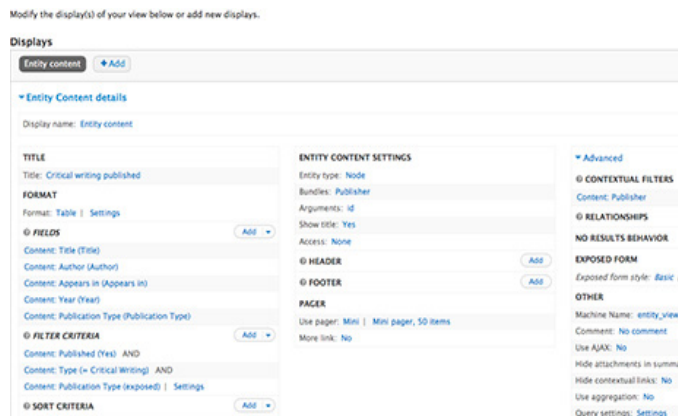 Modify the display(s) of your view below or add new displays.
Displays
Entity content
+ Add
Entity Content details
Display name: Entity content
TITLE
Title: Critical writing published
FORMAT
Format: Table | Settings
FIELDS
Add
Content: Title (Title)
Content: Author (Author)
Content: Appears in (Appears in)
Content: Year (Year)
Content: Publication Type (Publication Type)
FILTER CRITERIA
Add
Content: Published (Yes) AND
Content: Type (= Critical Writing) AND
Content: Publication Type (exposed) | Settings
SORT CRITERIA
Add
ENTITY CONTENT SETTINGS
Entity type: Node
Bundles: Publisher
Arguments: id
Show title: Yes
Access: None
HEADER
Add
FOOTER
Add
PAGER
Use pager: Mini | Mini pager, 50 items
More link: No
Advanced
CONTEXTUAL FILTERS
Content: Publisher
RELATIONSHIPS
NO RESULTS BEHAVIOR
EXPOSED FORM
Exposed form style: Basic
OTHER
Machine Name: entity_view
Comment: No comment
Use AJAX: No
Hide attachments in summa
Hide contextual links: No
Use aggregation: No
Query settings: Settings